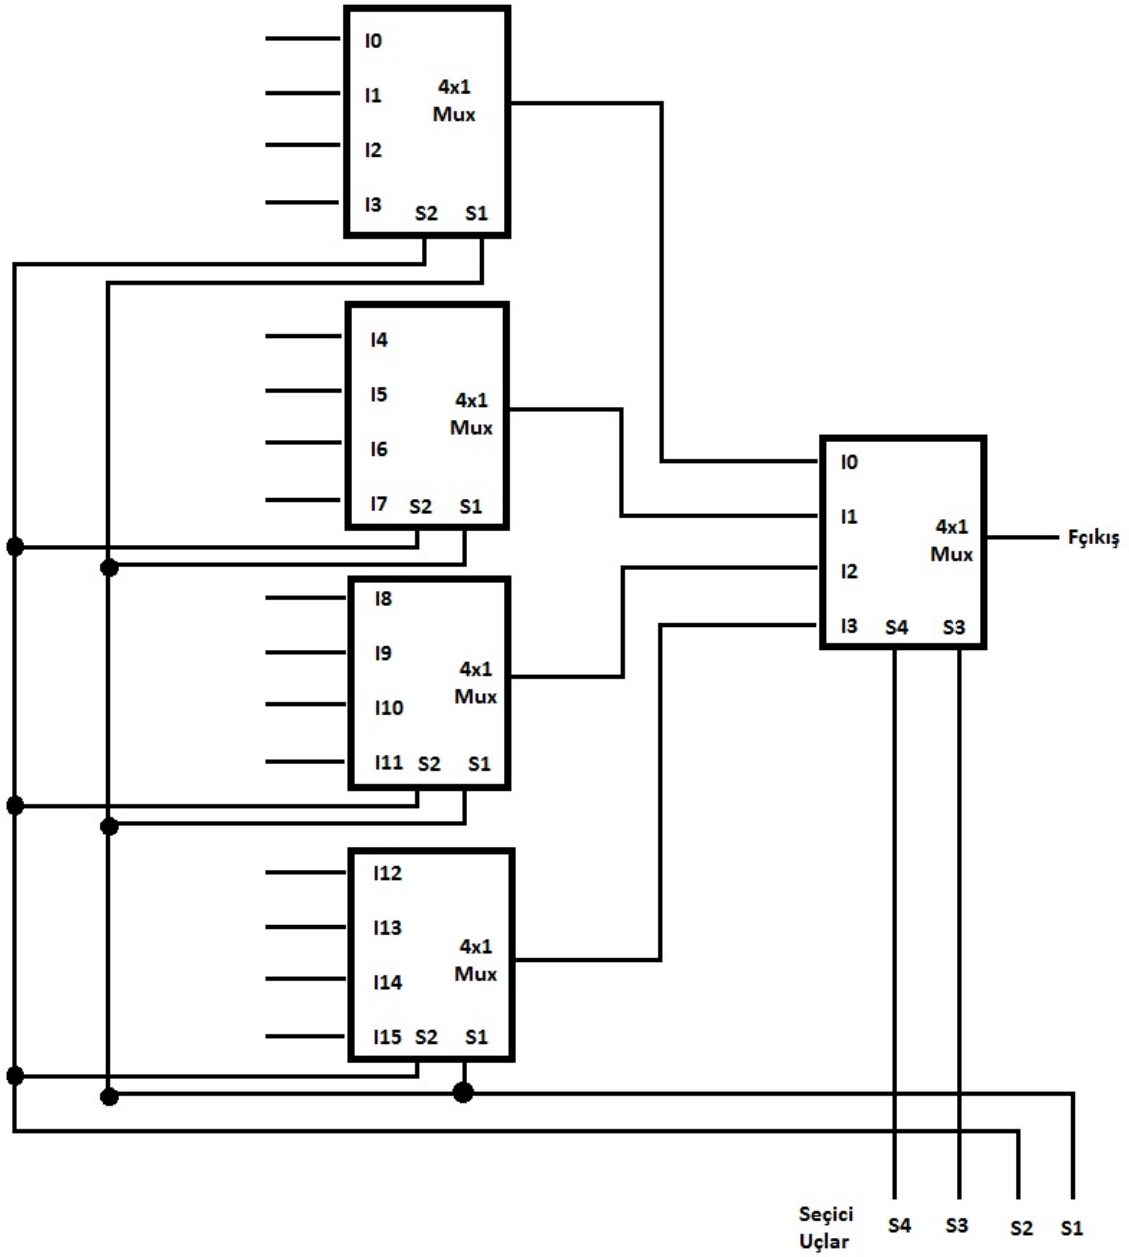 I0
I1
4x1
Mux
I2
I3
S2 S1
I4
I5
4x1
Mux
I6
I7 S2 S1
I8
I9
4x1
Mux
I10
I11 S2 S1
I12
I13
4x1
Mux
I14
I15 S2 S1
I0
I1
4x1
Mux
I2
I3 S4 S3
Fçıkış
Seçici
Uçlar
S4 S3 S2 S1